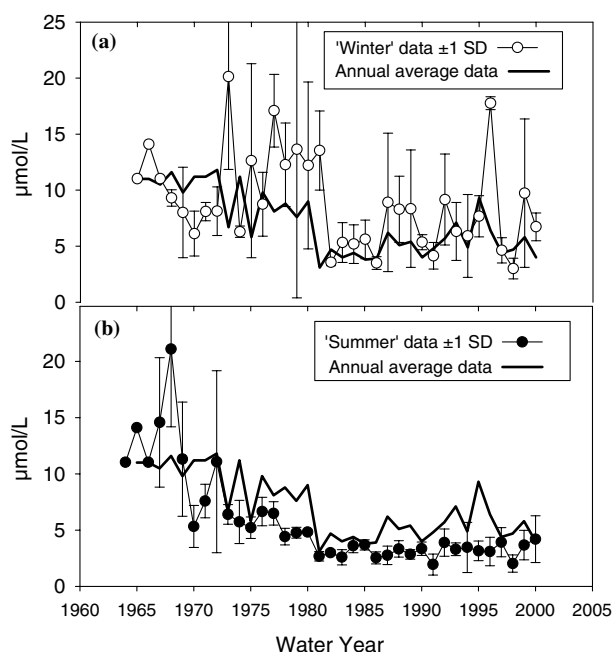 (a)
'Winter' data ±1 SD
Annual average data
25
20
15
10
5
0
µmol/L
(b)
'Summer' data ±1 SD
Annual average data
20
15
10
5
0
µmol/L
1960 1965 1970 1975 1980 1985 1990 1995 2000 2005
Water Year